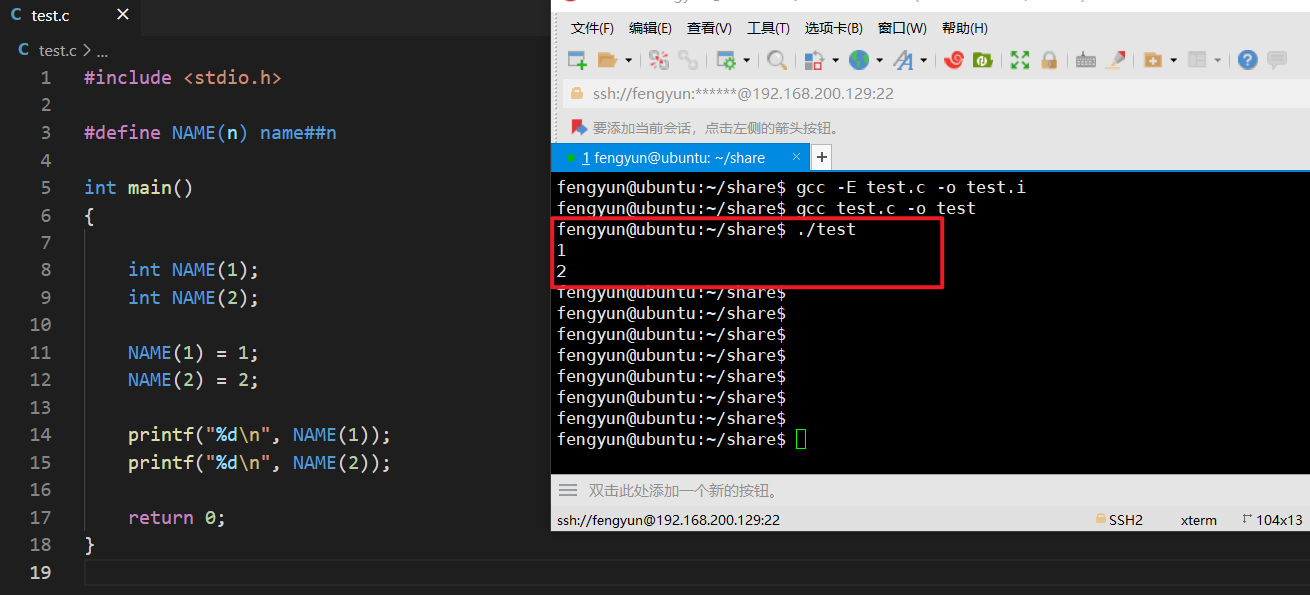 test.c
test.c > ...
1 #include <stdio.h>
2
3 #define NAME(n) name##n
4
5 int main()
6 {
7
8 int NAME(1);
9 int NAME(2);
10
11 NAME(1) = 1;
12 NAME(2) = 2;
13
14 printf("%d\n", NAME(1));
15 printf("%d\n", NAME(2));
16
17 return 0;
18 }
19
文件(F) 编辑(E) 查看(V) 工具(T) 选项卡(B) 窗口(W) 帮助(H)
ssh://fengyun:******@192.168.200.129:22
要添加当前会话，点击左侧的箭头按钮。
1 fengyun@ubuntu: ~/share
fengyun@ubuntu:~/share$ gcc -E test.c -o test.i
fengyun@ubuntu:~/share$ gcc test.c -o test
fengyun@ubuntu:~/share$ ./test
1
2
fengyun@ubuntu:~/share$
fengyun@ubuntu:~/share$
fengyun@ubuntu:~/share$
fengyun@ubuntu:~/share$
fengyun@ubuntu:~/share$
fengyun@ubuntu:~/share$
fengyun@ubuntu:~/share$
fengyun@ubuntu:~/share$
双击此处添加一个新的按钮。
ssh://fengyun@192.168.200.129:22 SSH2 xterm 104x13